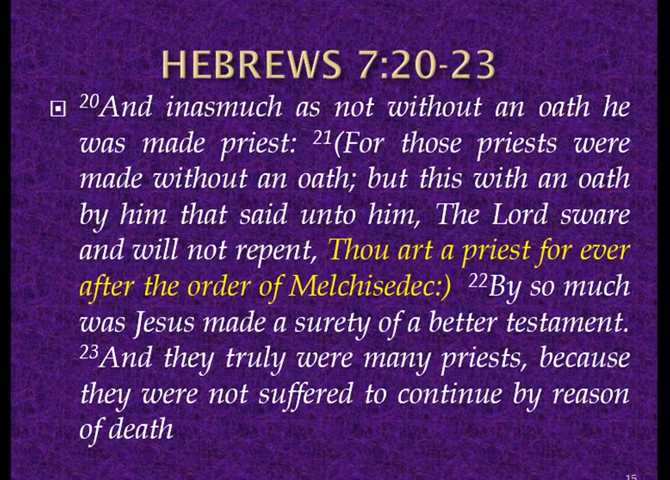 HEBREWS 7:20-23
20And inasmuch as not without an oath he
was made priest: 21(For those priests were
made without an oath; but this with an oath
by him that said unto him, The Lord sware
and will not repent, Thou art a priest for ever
after the order of Melchisedec:) 22By so much
was Jesus made a surety of a better testament.
23And they truly were many priests, because
they were not suffered to continue by reason
of death
15